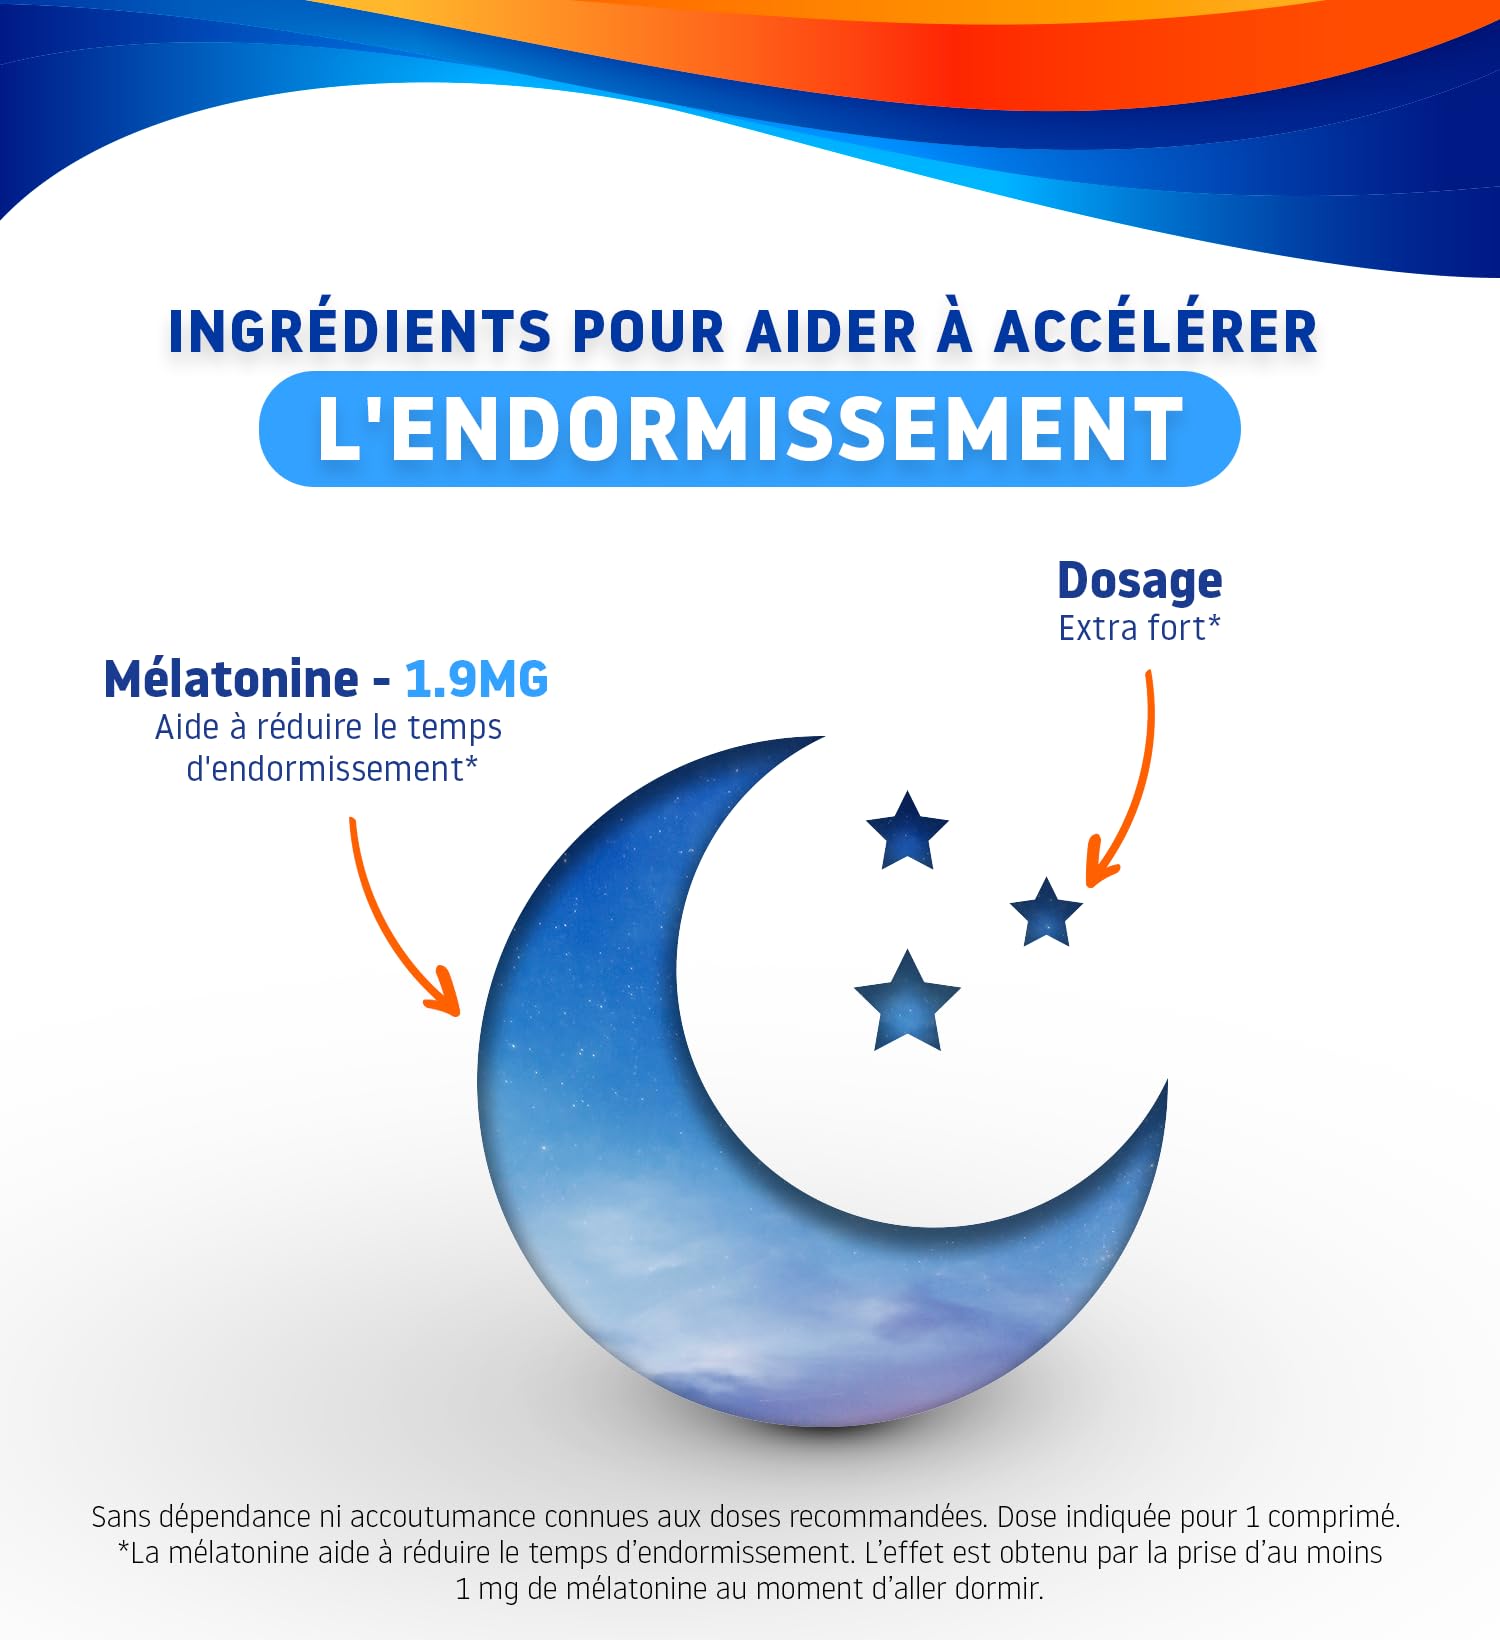 INGRÉDIENTS POUR AIDER À ACCÉLÉRER
L'ENDORMISSEMENT
Dosage
Extra fort*
Mélatonine - 1.9MG
Aide à réduire le temps
d'endormissement*
Sans dépendance ni accoutumance connues aux doses recommandées. Dose indiquée pour 1 comprimé.
*La mélatonine aide à réduire le temps d’endormissement. L’effet est obtenu par la prise d’au moins
1 mg de mélatonine au moment d’aller dormir.